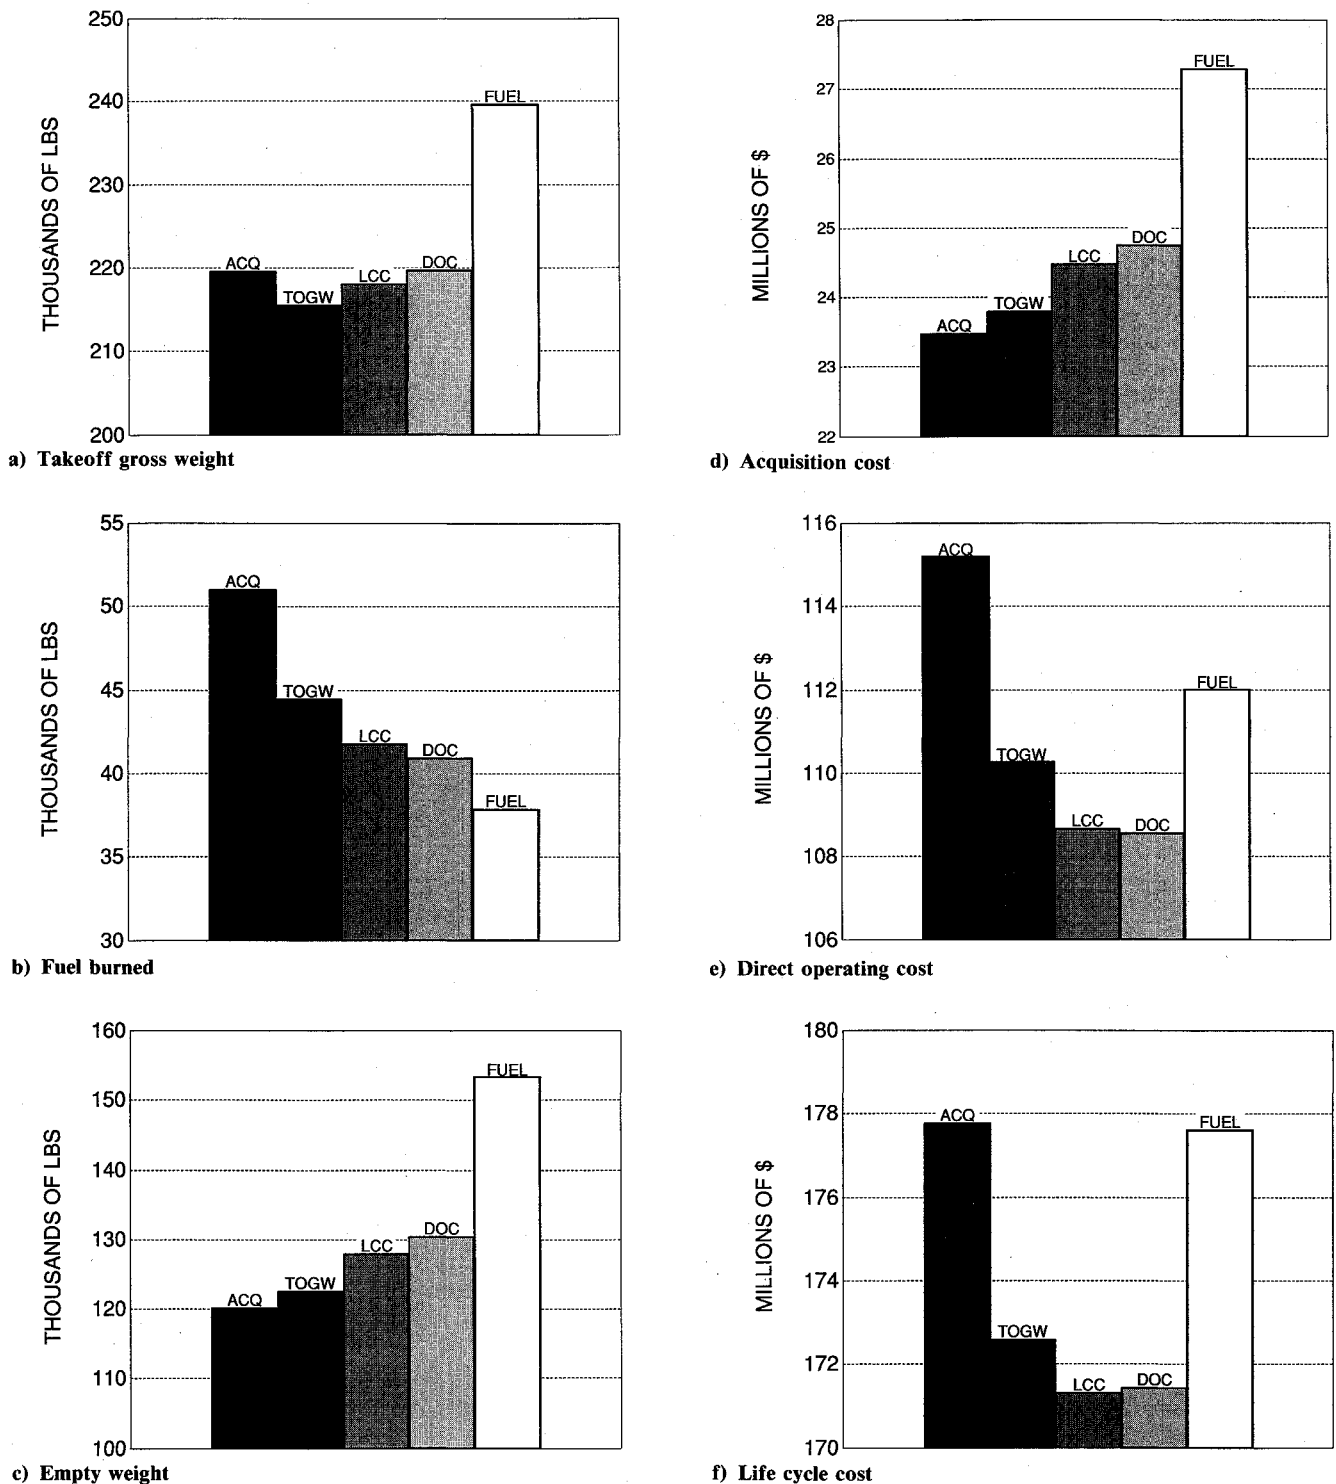 250
240
230
220
210
200
THOUSANDS OF LBS
ACQ
TOGW
LCC
DOC
FUEL
a) Takeoff gross weight
55
50
45
40
35
30
THOUSANDS OF LBS
ACQ
TOGW
LCC
DOC
FUEL
b) Fuel burned
160
150
140
130
120
110
100
THOUSANDS OF LBS
ACQ
TOGW
LCC
DOC
FUEL
c) Empty weight
28
27
26
25
24
23
22
MILLIONS OF $
ACQ
TOGW
LCC
DOC
FUEL
d) Acquisition cost
116
114
112
110
108
106
MILLIONS OF $
ACQ
TOGW
LCC
DOC
FUEL
e) Direct operating cost
180
178
176
174
172
170
MILLIONS OF $
ACQ
TOGW
LCC
DOC
FUEL
f) Life cycle cost